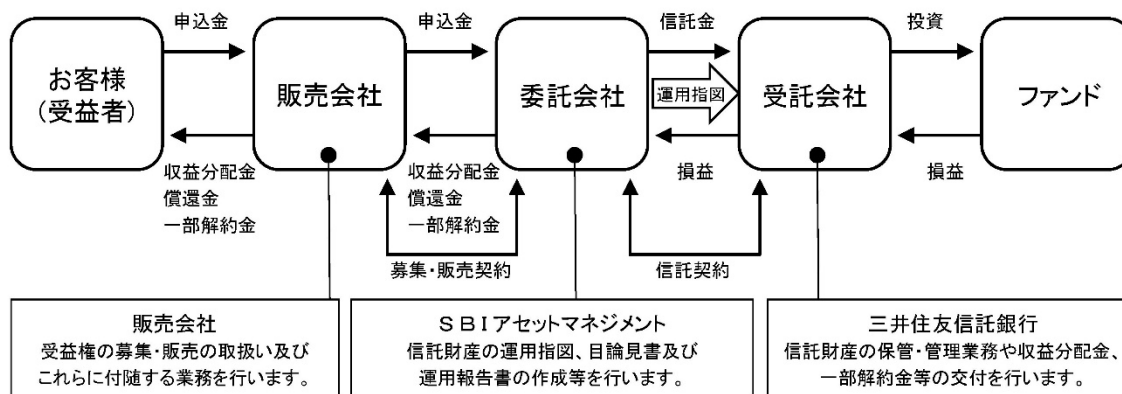 申込金
申込金
信託金
投資
お客様
(受益者)
販売会社
委託会社
運用指図
受託会社
ファンド
収益分配金
償還金
一部解約金
収益分配金
償還金
一部解約金
損益
損益
募集・販売契約
信託契約
販売会社
受益権の募集・販売の取扱い及び
これらに付随する業務を行います。
SBIアセットマネジメント
信託財産の運用指図、目論見書及び
運用報告書の作成等を行います。
三井住友信託銀行
信託財産の保管・管理業務や収益分配金、
一部解約金等の交付を行います。